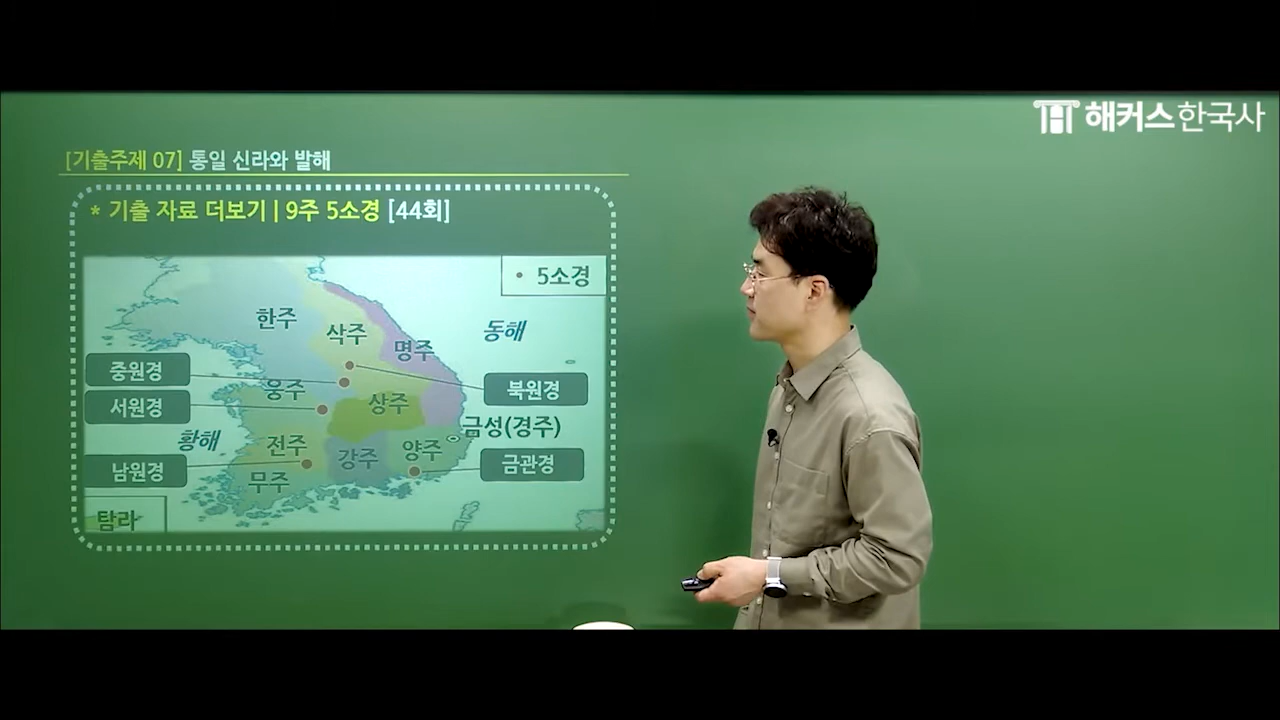 해커스한국사
[기출주제 07] 통일 신라와 발해
* 기출 자료 더보기 | 9주 5소경 [44회]
• 5소경
한주
삭주
동해
명주
중원경
북원경
웅주
서원경
상주
금성(경주)
황해
전주
강주
양주
금관경
남원경
무주
탐라